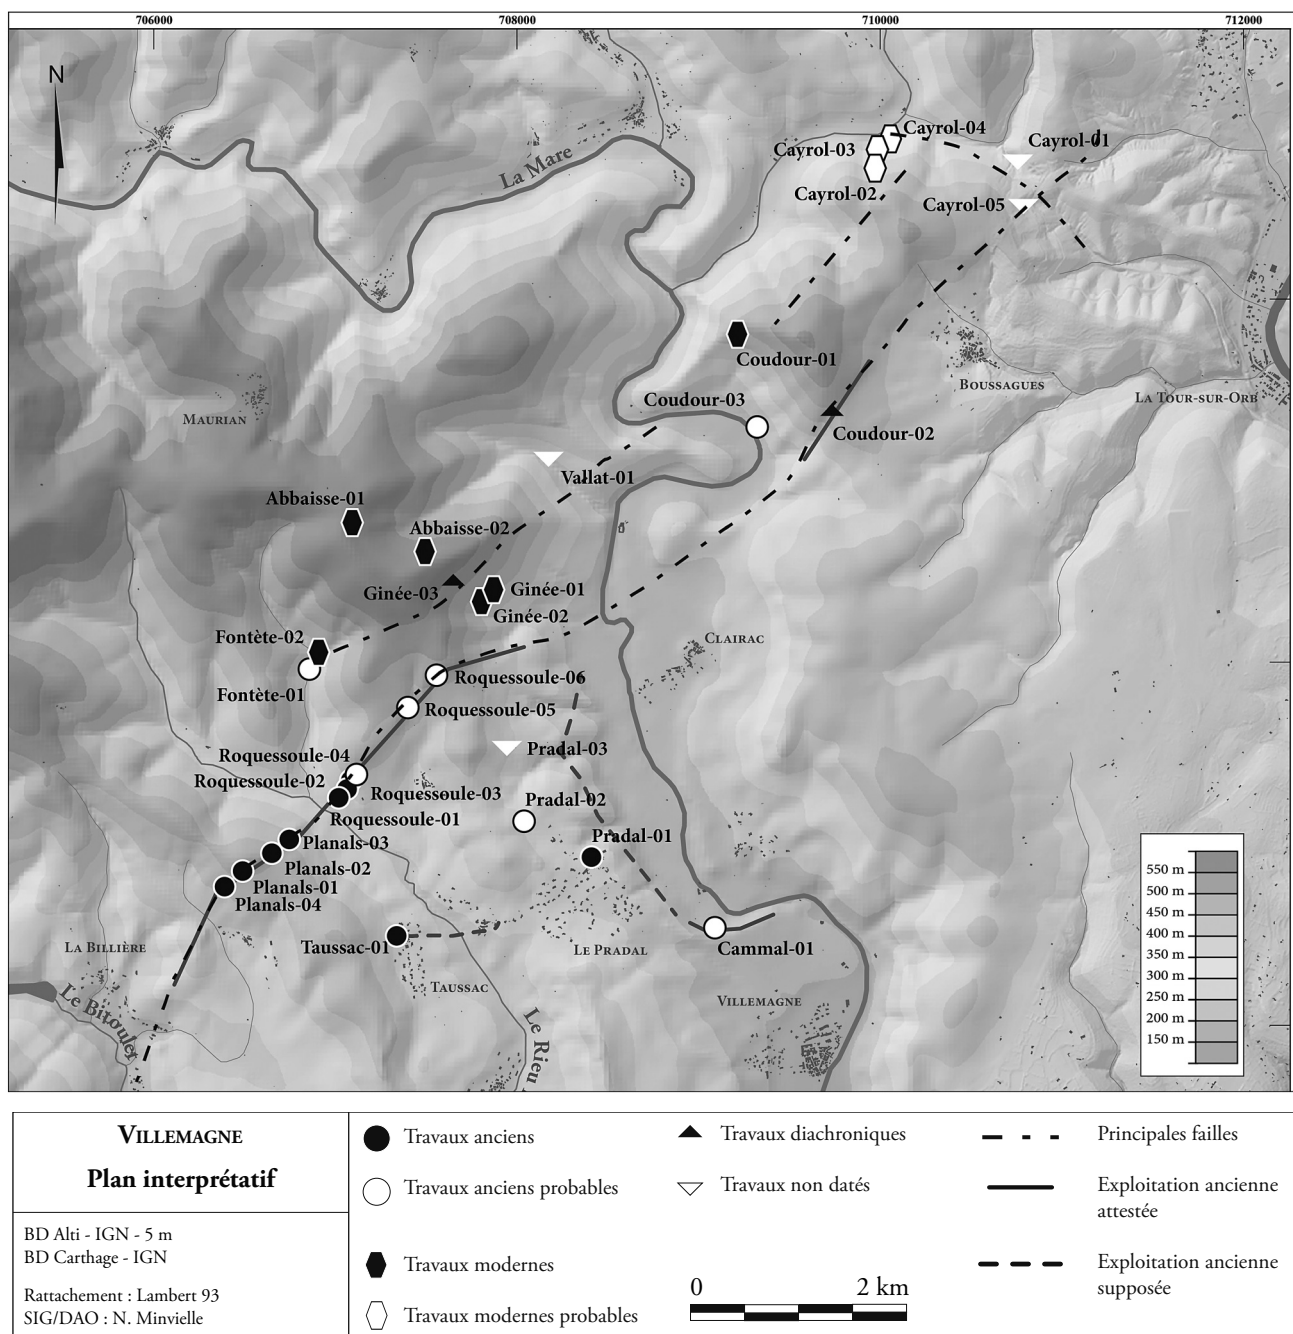 706000 708000 710000 712000
N
La Mare
Cayrol-04
Cayrol-01
Cayrol-03
Cayrol-02
Cayrol-05
Coudour-01
Boussagues
La Tour-sur-Orb
Coudour-03
Maurian
Coudour-02
Vallat-01
Abbaisse-01
Abbaisse-02
Ginée-03
Ginée-01
Ginée-02
Fontète-02
Clairac
Roquessoule-06
Fontète-01
Roquessoule-05
Pradal-03
Roquessoule-04
Roquessoule-02
Roquessoule-03
Pradal-02
Roquessoule-01
Pradal-01
Planals-03
Planals-02
Planals-01
Planals-04
La Billière
Taussac-01
Le Pradal
Cammal-01
Taussac
Villemagne
Le Bitoulet
Le Rieu
550 m
500 m
450 m
400 m
350 m
300 m
250 m
200 m
150 m
Villemagne
Plan interprétatif
BD Alti - IGN - 5 m
BD Carthage - IGN
Rattachement : Lambert 93
SIG/DAO : N. Minvielle
Travaux anciens
Travaux anciens probables
Travaux modernes
Travaux modernes probables
Travaux diachroniques
Travaux non datés
0 2 km
Principales failles
Exploitation ancienne
attestée
Exploitation ancienne
supposée